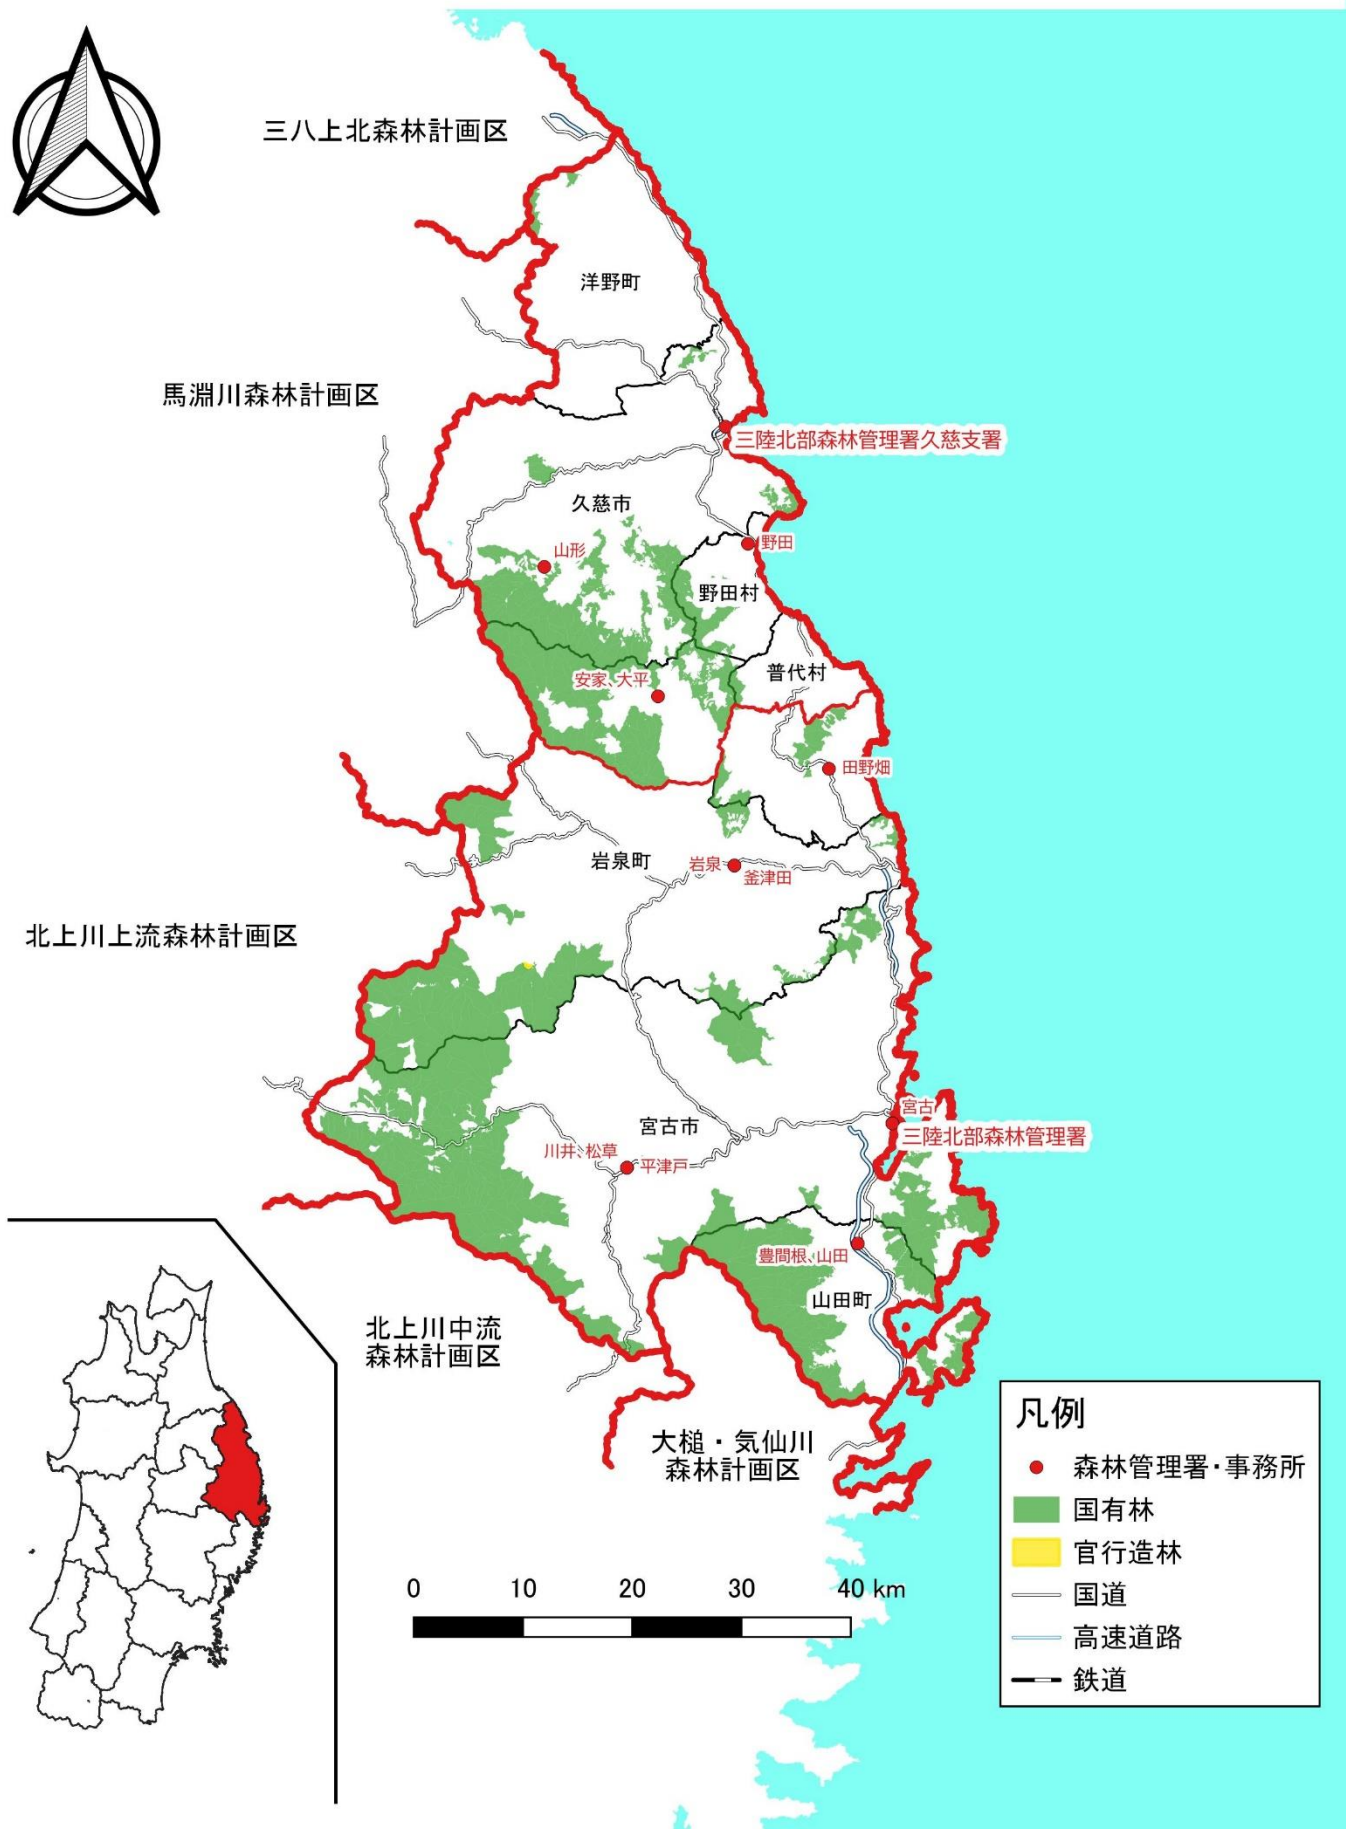 三八上北森林計画区
洋野町
馬淵川森林計画区
三陸北部森林管理署久慈支署
久慈市
野田
山形
野田村
普代村
安家、大平
田野畑
岩泉町
岩泉
釜津田
北上川上流森林計画区
宮古
宮古市
三陸北部森林管理署
川井、松草
平津戸
豊間根、山田
山田町
北上川中流
森林計画区
大槌・気仙川
森林計画区
凡例
森林管理署・事務所
国有林
官行造林
国道
高速道路
鉄道
0 10 20 30 40 km